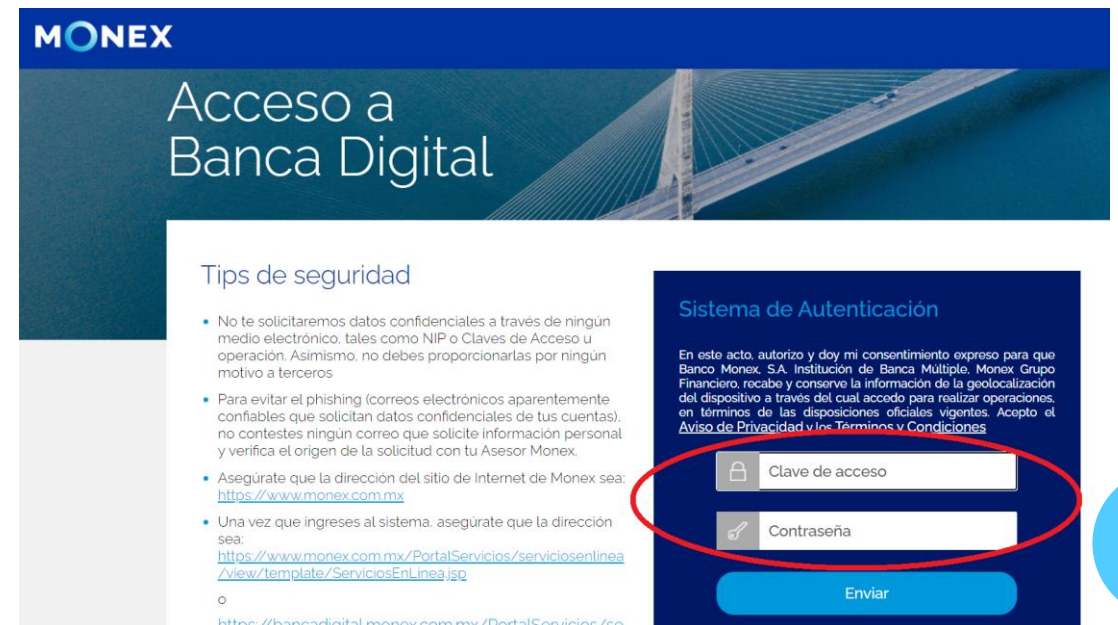 MONEX
Acceso a
Banca Digital
Tips de seguridad
• No te solicitaremos datos confidenciales a través de ningún
medio electrónico, tales como NIP o Claves de Acceso u
operación. Asímismo, no debes proporcionarlas por ningún
motivo a terceros
• Para evitar el phishing (correos electrónicos aparentemente
confiables que solicitan datos confidenciales de tus cuentas),
no contestes ningún correo que solicite información personal
y verifica el origen de la solicitud con tu Asesor Monex.
• Asegúrate que la dirección del sitio de Internet de Monex sea:
https://www.monex.com.mx
• Una vez que ingreses al sistema, asegúrate que la dirección
sea:
https://www.monex.com.mx/PortalServicios/serviciosenlinea
/view/template/ServiciosEnLinea.jsp
o
https://bancadigital.monex.com.mx/PortalServicios/se
Sistema de Autenticación
En este acto, autorizo y doy mi consentimiento expreso para que
Banco Monex, S.A. Institución de Banca Múltiple, Monex Grupo
Financiero, recabe y conserve la información de la geolocalización
del dispositivo a través del cual accedo para realizar operaciones,
en términos de las disposiciones oficiales vigentes. Acepto el
Aviso de Privacidad y los Términos y Condiciones
Clave de acceso
Contraseña
Enviar